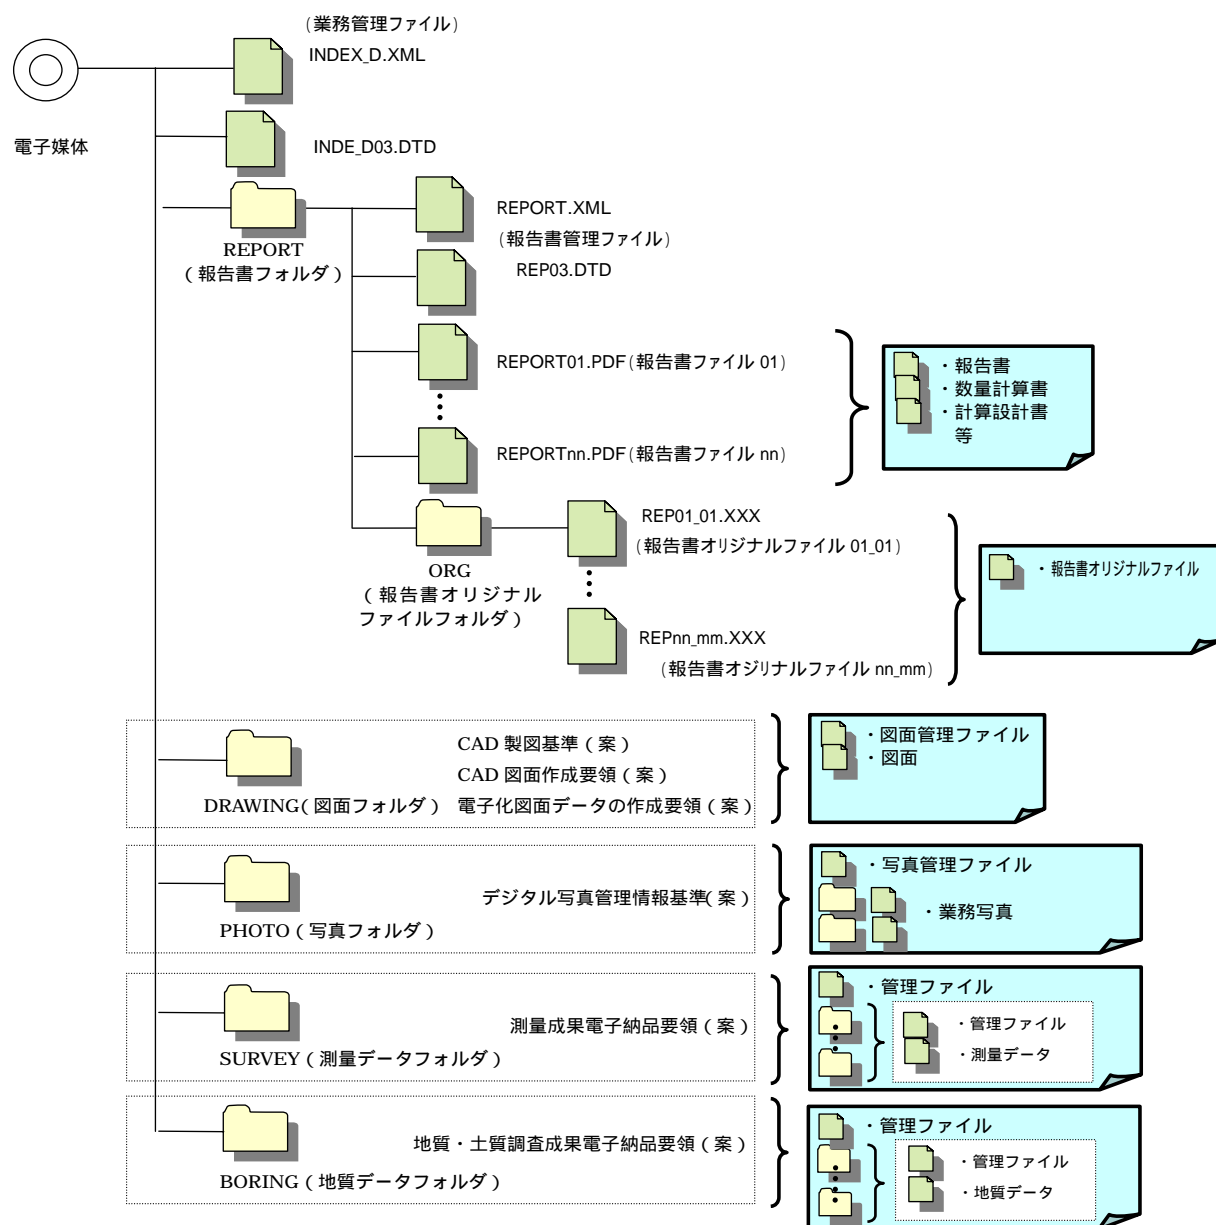 (業務管理ファイル)
INDEX_D.XML
電子媒体
INDE_D03.DTD
REPORT
(報告書フォルダ)
REPORT.XML
(報告書管理ファイル)
REP03.DTD
REPORT01.PDF(報告書ファイル 01)
REPORTnn.PDF(報告書ファイル nn)
・報告書
・数量計算書
・計算設計書
等
ORG
(報告書オリジナル
ファイルフォルダ)
REP01_01.XXX
(報告書オリジナルファイル 01_01)
REPnn_mm.XXX
(報告書オジリナルファイル nn_mm)
・報告書オリジナルファイル
CAD 製図基準(案)
CAD 図面作成要領(案)
DRAWING(図面フォルダ) 電子化図面データの作成要領(案)
・図面管理ファイル
・図面
デジタル写真管理情報基準(案)
PHOTO(写真フォルダ)
・写真管理ファイル
・業務写真
測量成果電子納品要領(案)
SURVEY(測量データフォルダ)
・管理ファイル
・管理ファイル
・測量データ
地質・土質調査成果電子納品要領(案)
BORING(地質データフォルダ)
・管理ファイル
・管理ファイル
・地質データ